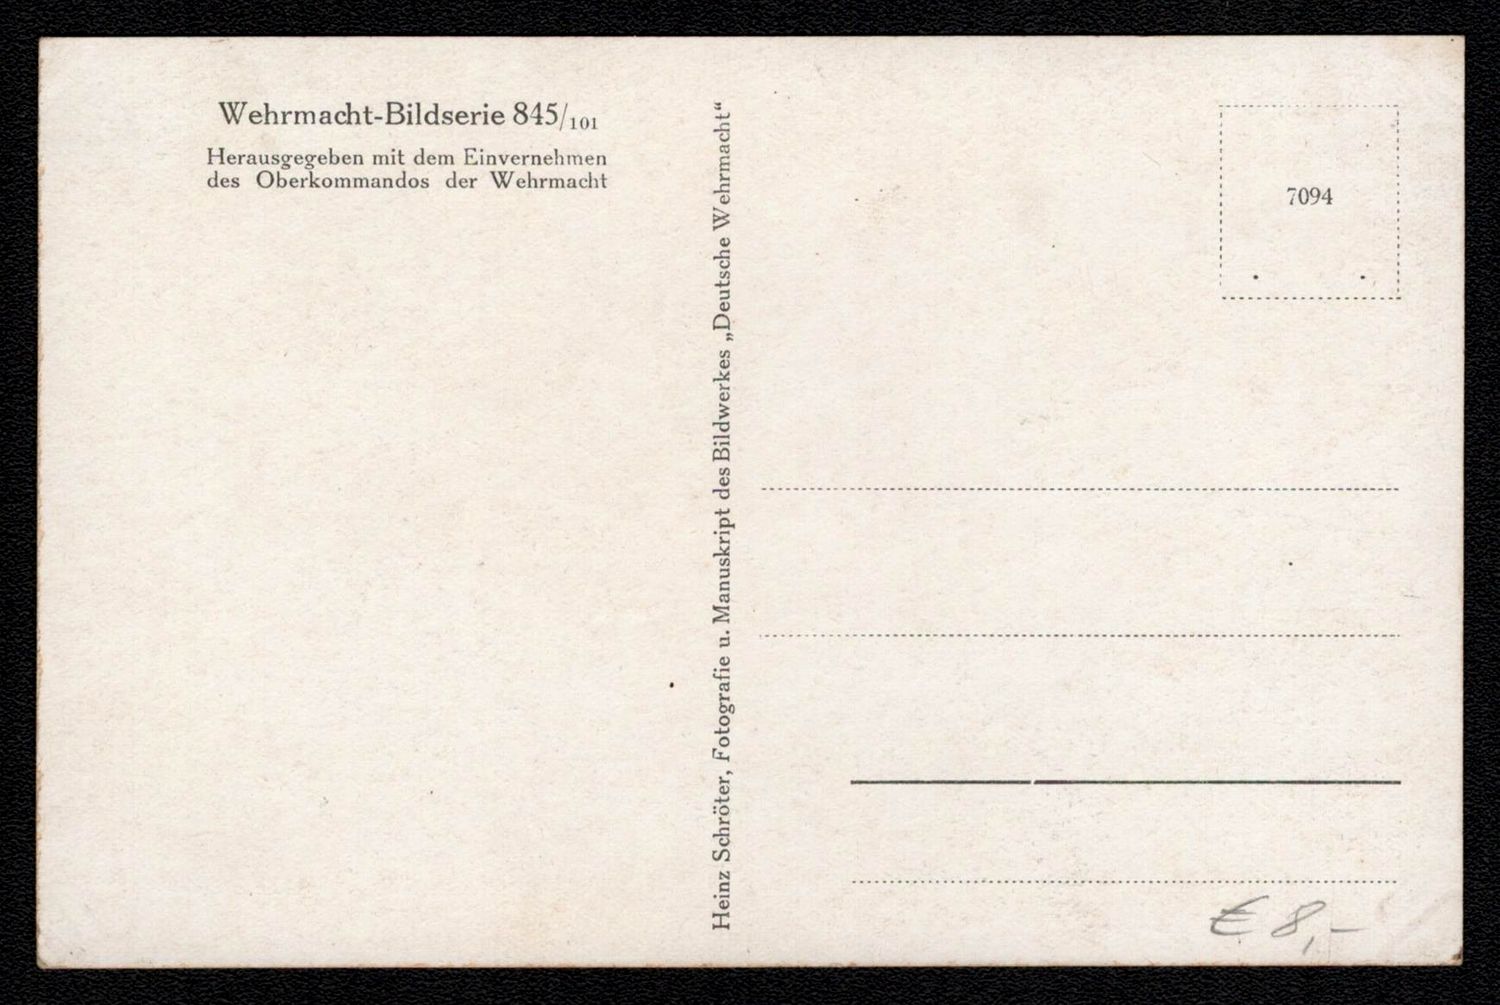 Wehrmacht-Bildserie 845/101
Herausgegeben mit dem Einvernehmen
des Oberkommandos der Wehrmacht
Heinz Schröter, Fotografie u. Manuskript des Bildwerkes „Deutsche Wehrmacht“
7094
€ 8,-